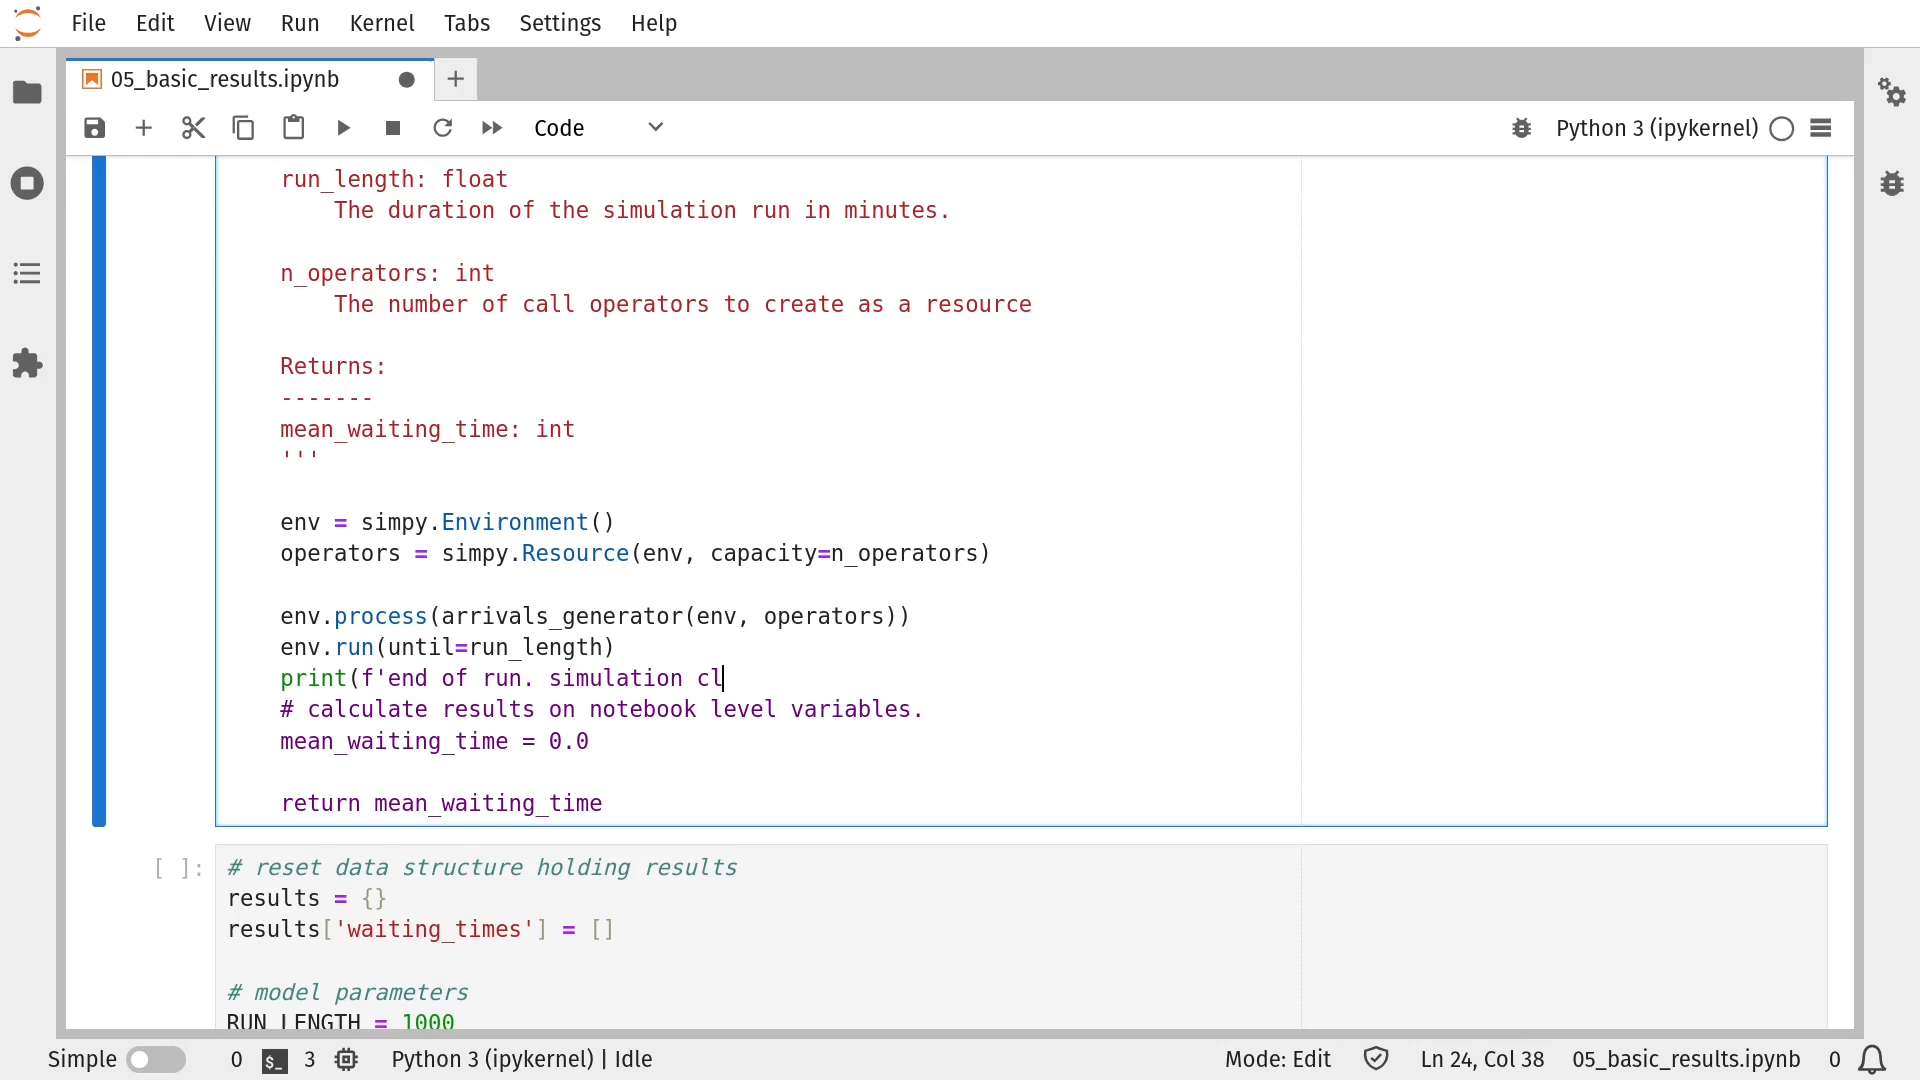 File Edit View Run Kernel Tabs Settings Help
05_basic_results.ipynb
Code
Python 3 (ipykernel)
run_length: float
The duration of the simulation run in minutes.
n_operators: int
The number of call operators to create as a resource
Returns:
-------
mean_waiting_time: int
'''
env = simpy.Environment()
operators = simpy.Resource(env, capacity=n_operators)
env.process(arrivals_generator(env, operators))
env.run(until=run_length)
print(f'end of run. simulation cl
# calculate results on notebook level variables.
mean_waiting_time = 0.0
return mean_waiting_time
[ ]:
# reset data structure holding results
results = {}
results['waiting_times'] = []
# model parameters
RUN_LENGTH = 1000
Simple 0 $_ 3 Python 3 (ipykernel) | Idle Mode: Edit Ln 24, Col 38 05_basic_results.ipynb 0